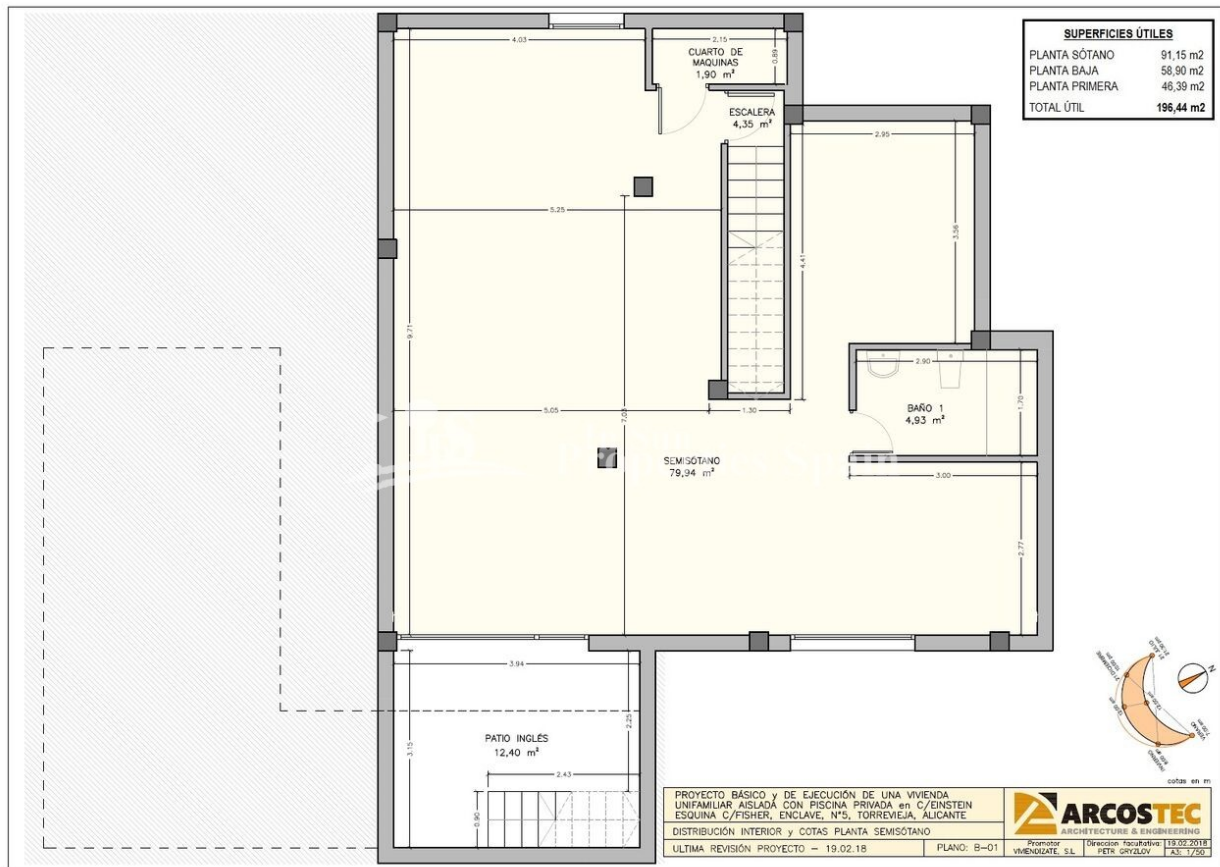 SUPERFICIES ÚTILES
PLANTA SÓTANO 91,15 m2
PLANTA BAJA 58,90 m2
PLANTA PRIMERA 46,39 m2
TOTAL ÚTIL 196,44 m2
4.03
2.15
CUARTO DE
MAQUINAS
1,90 m²
0.89
ESCALERA
4,35 m²
2.95
5.25
3.56
4.41
9.71
2.90
BAÑO 1
4,93 m²
1.70
5.05
7.03
1.30
SEMISÓTANO
79,94 m²
3.00
2.77
3.94
2.25
3.15
PATIO INGLÉS
12,40 m²
2.43
0.90
N
cotas en m
PROYECTO BÁSICO y DE EJECUCIÓN DE UNA VIVIENDA
UNIFAMILIAR AISLADA CON PISCINA PRIVADA en C/EINSTEIN
ESQUINA C/FISHER, ENCLAVE, Nº5, TORREVIEJA, ALICANTE
DISTRIBUCIÓN INTERIOR y COTAS PLANTA SEMISÓTANO
ULTIMA REVISIÓN PROYECTO - 19.02.18
PLANO: B-01
ARCOSTEC
ARCHITECTURE & ENGINEERING
Promotor
VIMENDIZATE, S.L
Direccion facultativa:
PETR GRYZLOV
19.02.2018
A3: 1/50